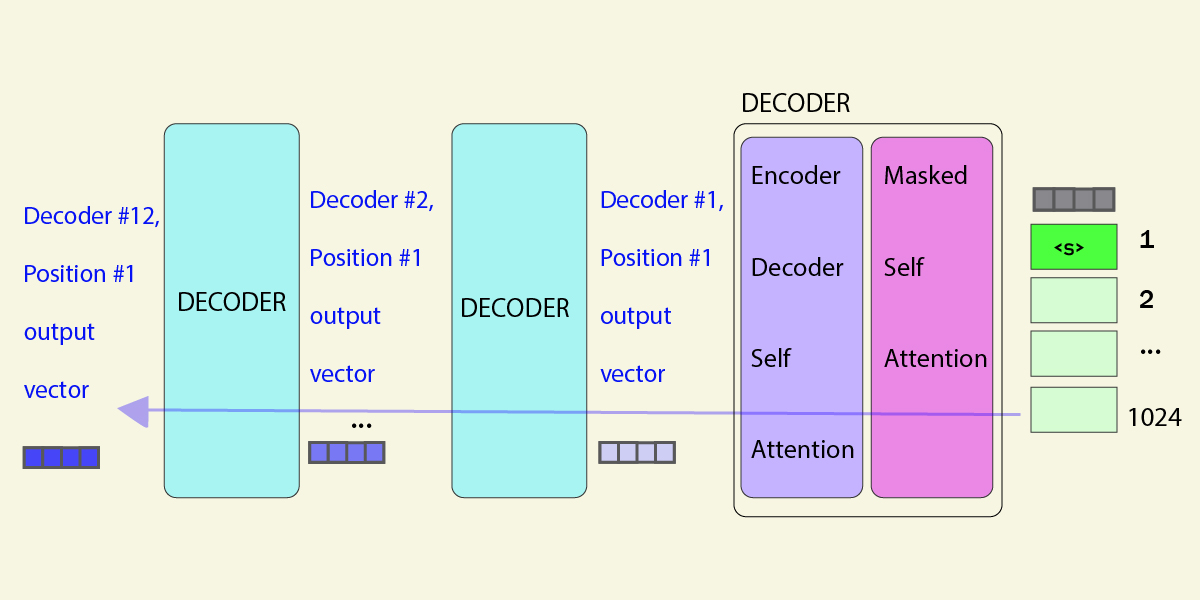 DECODER
Decoder #12,
Position #1
output
vector
DECODER
Decoder #2,
Position #1
output
vector
...
DECODER
Decoder #1,
Position #1
output
vector
Encoder
Decoder
Self
Attention
Masked
Self
Attention
<s>
1
2
...
1024